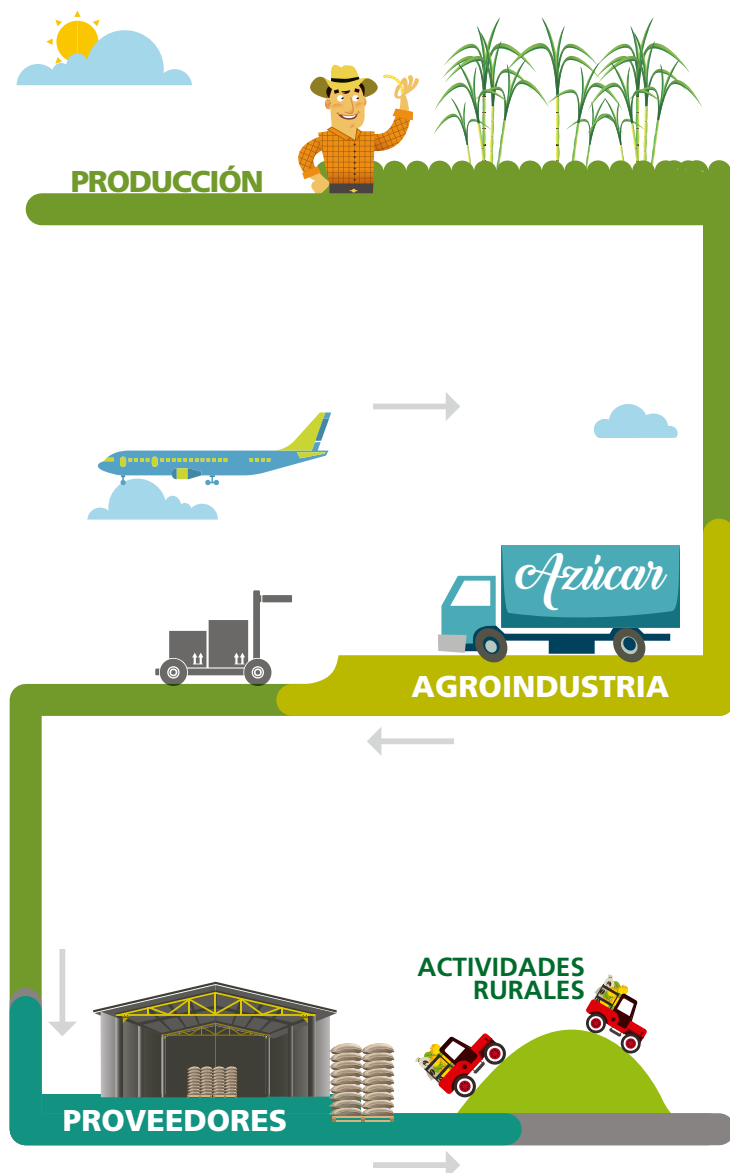 PRODUCCIÓN
Azúcar
AGROINDUSTRIA
ACTIVIDADES
RURALES
PROVEEDORES